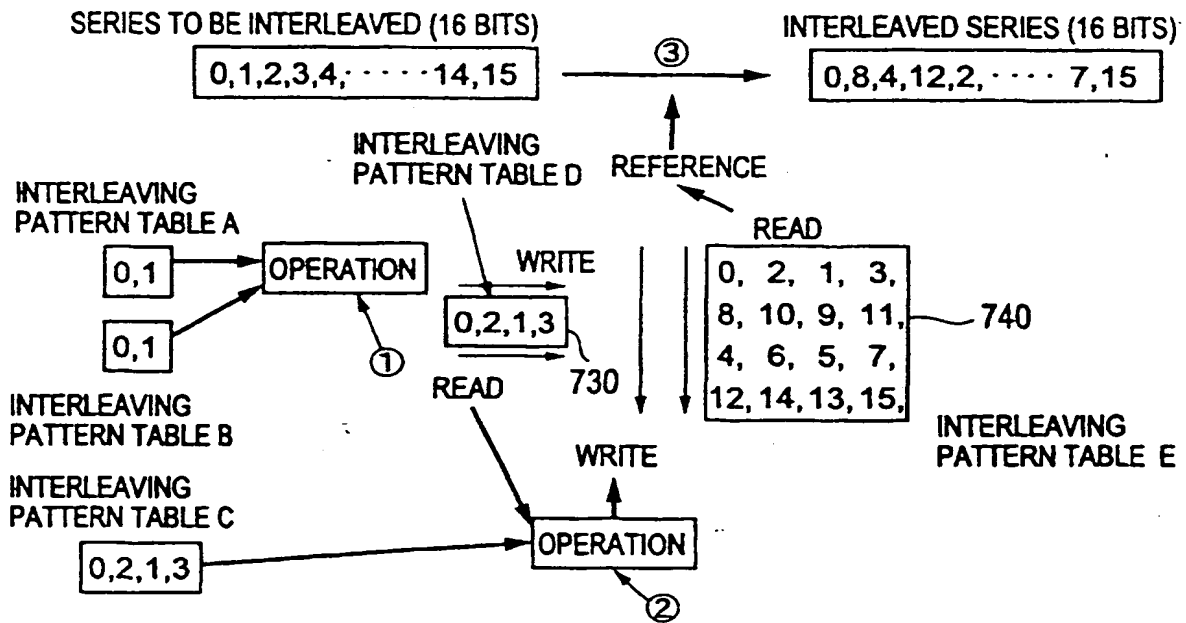 SERIES TO BE INTERLEAVED (16 BITS)
0,1,2,3,4,·····14,15
③
INTERLEAVED SERIES (16 BITS)
0,8,4,12,2,···· 7,15
INTERLEAVING
PATTERN TABLE D
REFERENCE
INTERLEAVING
PATTERN TABLE A
0,1
OPERATION
WRITE
READ
0,2,1,3
730
0,1
①
READ
0, 2, 1, 3,
8, 10, 9, 11,
4, 6, 5, 7,
12, 14, 13, 15,
740
INTERLEAVING
PATTERN TABLE B
INTERLEAVING
PATTERN TABLE E
WRITE
INTERLEAVING
PATTERN TABLE C
0,2,1,3
OPERATION
②